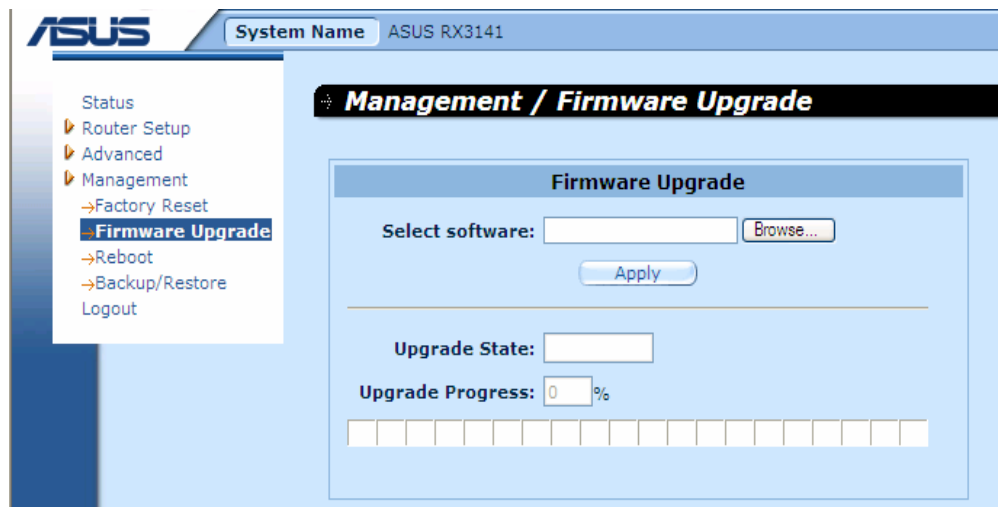 ASUS
System Name ASUS RX3141
Status
Router Setup
Advanced
Management
→Factory Reset
→Firmware Upgrade
→Reboot
→Backup/Restore
Logout
Management / Firmware Upgrade
Firmware Upgrade
Select software: Browse...
Apply
Upgrade State:
Upgrade Progress: 0 %